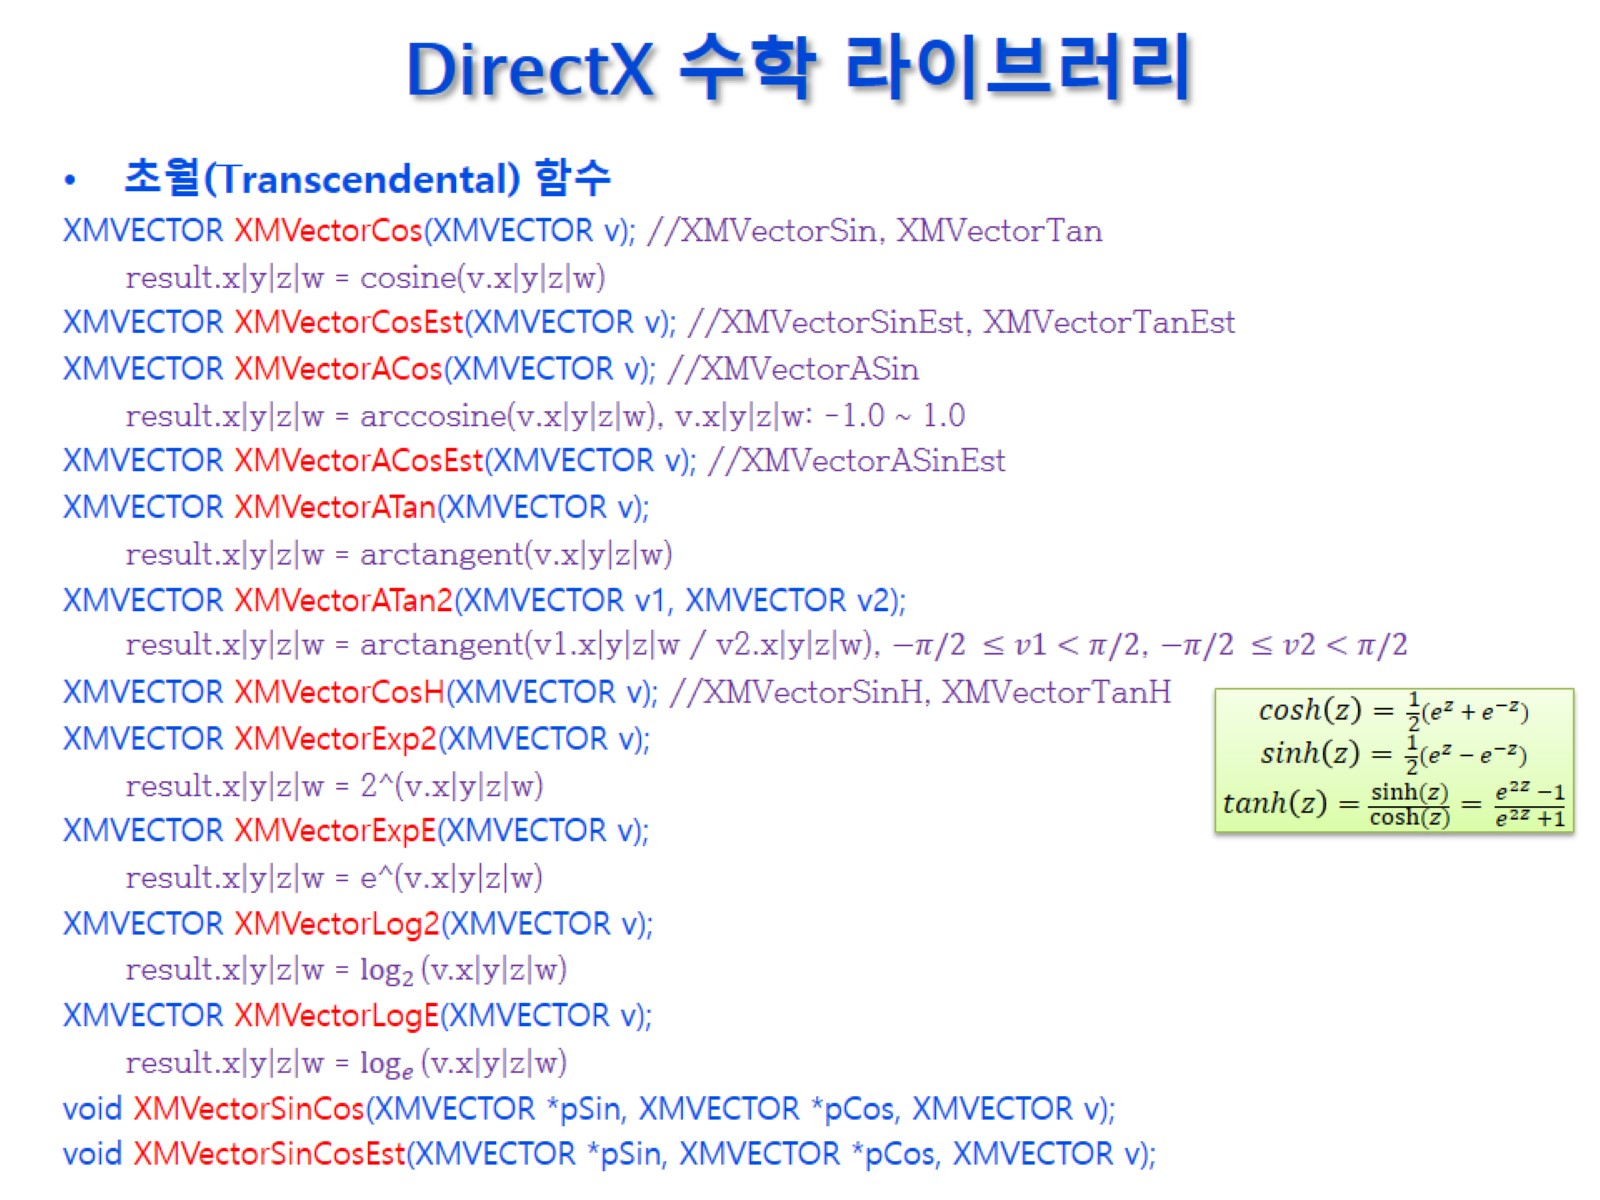 DirectX 수학 라이브러리
• 초월(Transcendental) 함수
XMVECTOR XMVectorCos(XMVECTOR v); //XMVectorSin, XMVectorTan
result.x|y|z|w = cosine(v.x|y|z|w)
XMVECTOR XMVectorCosEst(XMVECTOR v); //XMVectorSinEst, XMVectorTanEst
XMVECTOR XMVectorACos(XMVECTOR v); //XMVectorASin
result.x|y|z|w = arccosine(v.x|y|z|w), v.x|y|z|w: -1.0 ~ 1.0
XMVECTOR XMVectorACosEst(XMVECTOR v); //XMVectorASinEst
XMVECTOR XMVectorATan(XMVECTOR v);
result.x|y|z|w = arctangent(v.x|y|z|w)
XMVECTOR XMVectorATan2(XMVECTOR v1, XMVECTOR v2);
result.x|y|z|w = arctangent(v1.x|y|z|w / v2.x|y|z|w), −π/2 ≤ v1 < π/2, −π/2 ≤ v2 < π/2
XMVECTOR XMVectorCosH(XMVECTOR v); //XMVectorSinH, XMVectorTanH
XMVECTOR XMVectorExp2(XMVECTOR v);
result.x|y|z|w = 2^(v.x|y|z|w)
XMVECTOR XMVectorExpE(XMVECTOR v);
result.x|y|z|w = e^(v.x|y|z|w)
XMVECTOR XMVectorLog2(XMVECTOR v);
result.x|y|z|w = log₂ (v.x|y|z|w)
XMVECTOR XMVectorLogE(XMVECTOR v);
result.x|y|z|w = logₑ (v.x|y|z|w)
void XMVectorSinCos(XMVECTOR *pSin, XMVECTOR *pCos, XMVECTOR v);
void XMVectorSinCosEst(XMVECTOR *pSin, XMVECTOR *pCos, XMVECTOR v);
cosh(z) = 1/2(e^z + e^−z)
sinh(z) = 1/2(e^z − e^−z)
tanh(z) = sinh(z)/cosh(z) = e^2z −1/e^2z +1